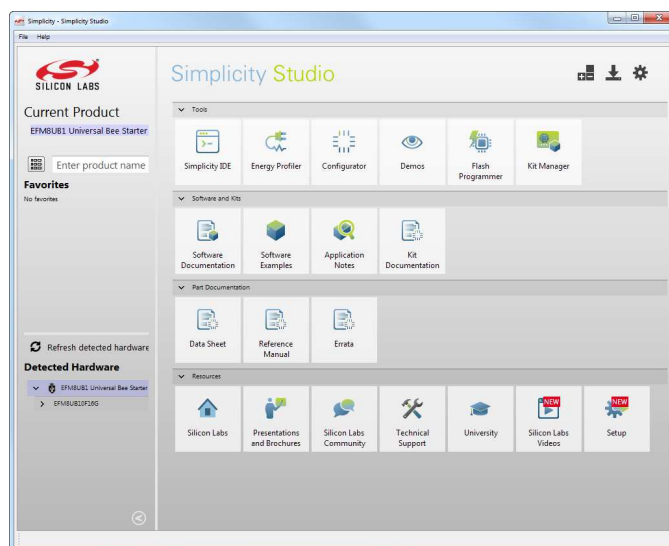 Simplicity - Simplicity Studio
File Help
SILICON LABS
Simplicity Studio
Current Product
EFM8UB1 Universal Bee Starter
Enter product name
Favorites
No favorites
Refresh detected hardware
Detected Hardware
EFM8UB1 Universal Bee Starter
EFM8UB10F16G
Tools
Simplicity IDE
Energy Profiler
Configurator
Demos
Flash
Programmer
Kit Manager
Software and Kits
Software
Documentation
Software
Examples
Application
Notes
Kit
Documentation
Part Documentation
Data Sheet
Reference
Manual
Errata
Resources
Silicon Labs
Presentations
and Brochures
Silicon Labs
Community
Technical
Support
University
NEW
Silicon Labs
Videos
NEW
Setup